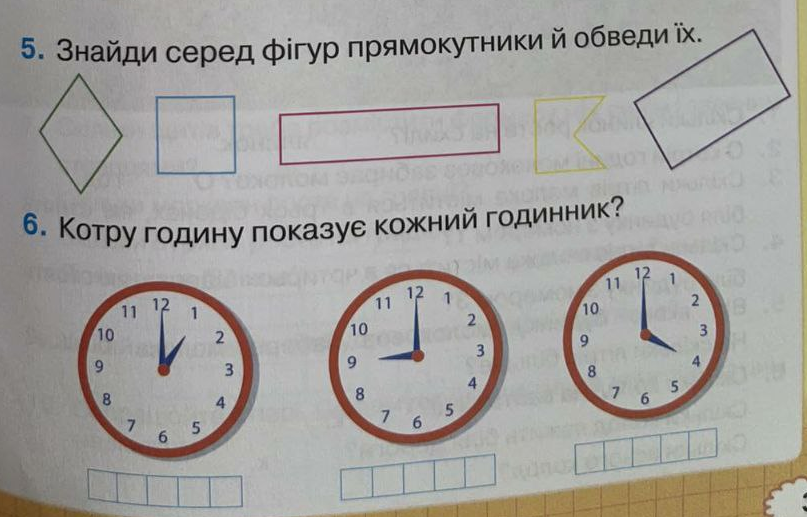 5. Знайди серед фігур прямокутники й обведи їх.
6. Котру годину показує кожний годинник?
12 1 2 3 4 5 6 7 8 9 10 11
12 1 2 3 4 5 6 7 8 9 10 11
12 1 2 3 4 5 6 7 8 9 10 11